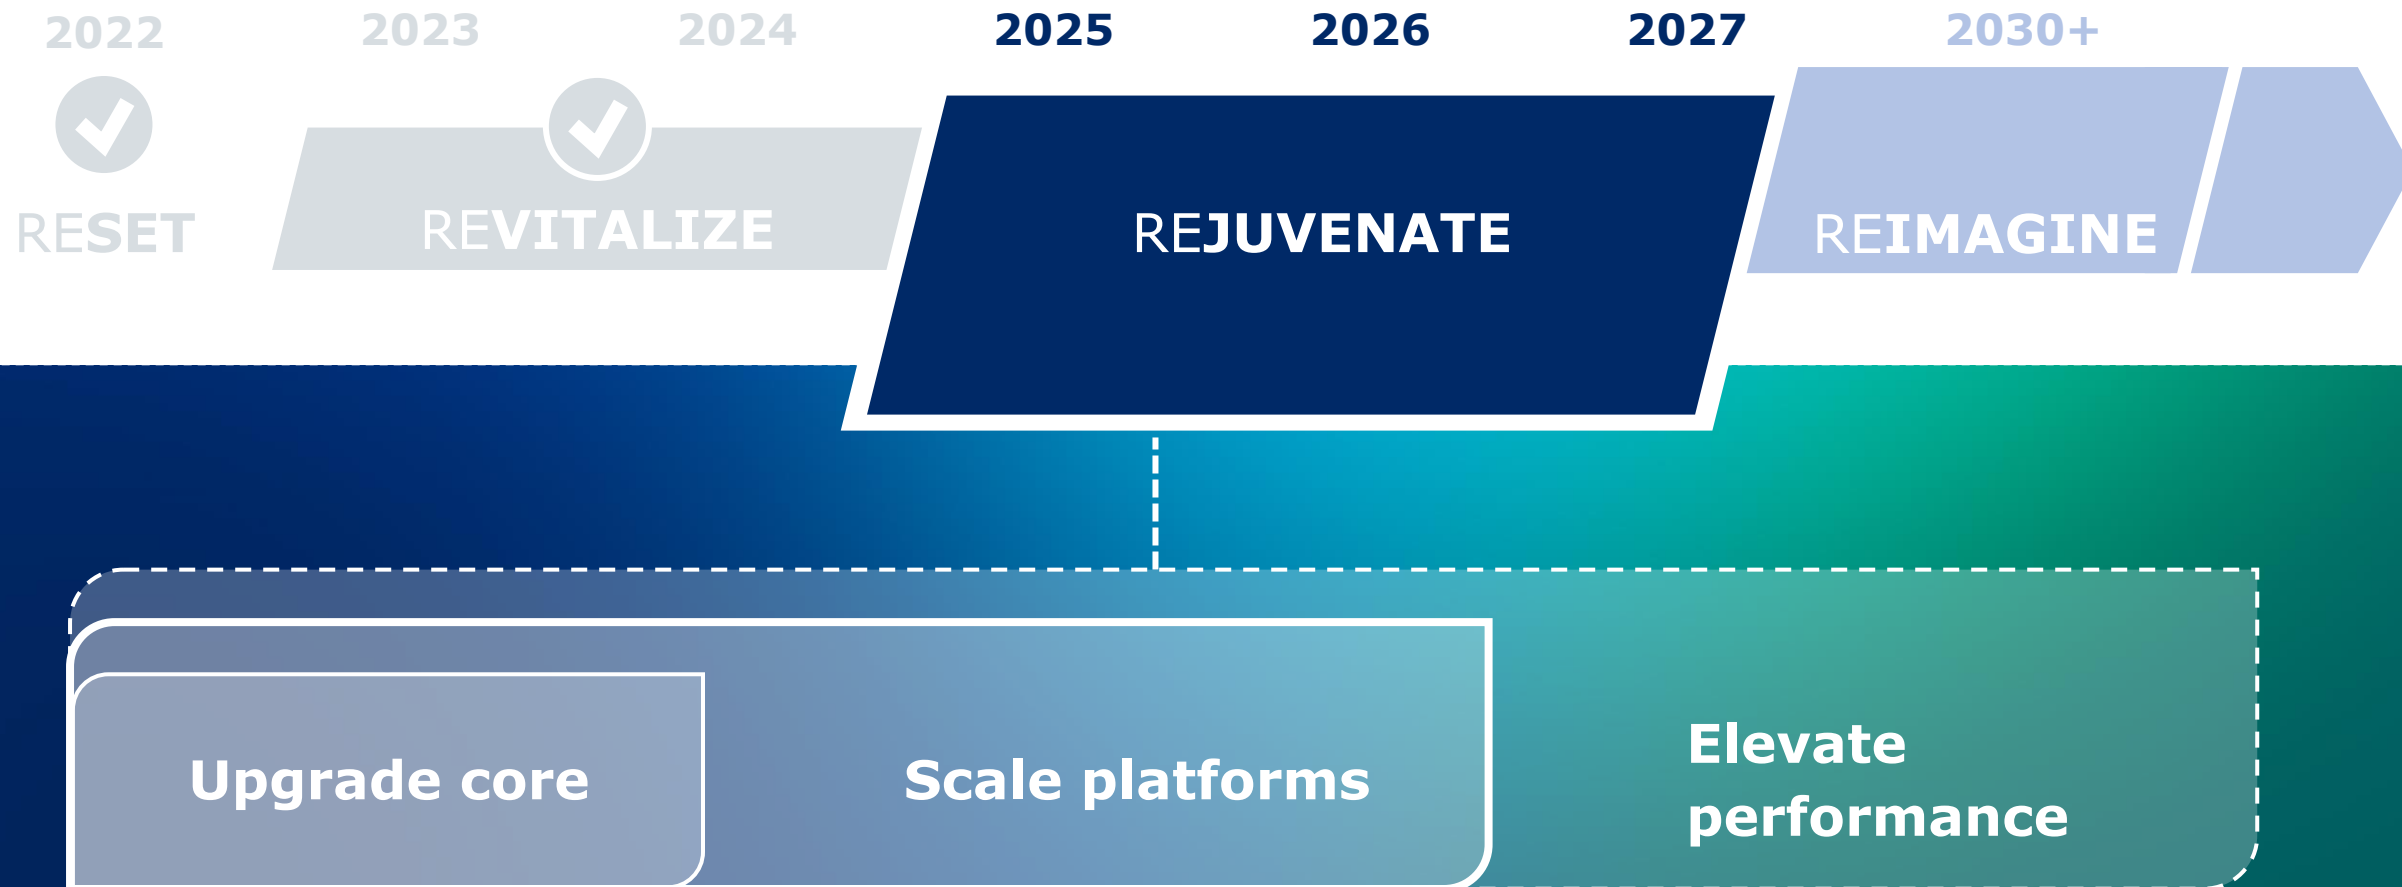 2022 2023 2024 2025 2026 2027 2030+
RESET REVITALIZE REJUVENATE REIMAGINE
Upgrade core
Scale platforms
Elevate
performance